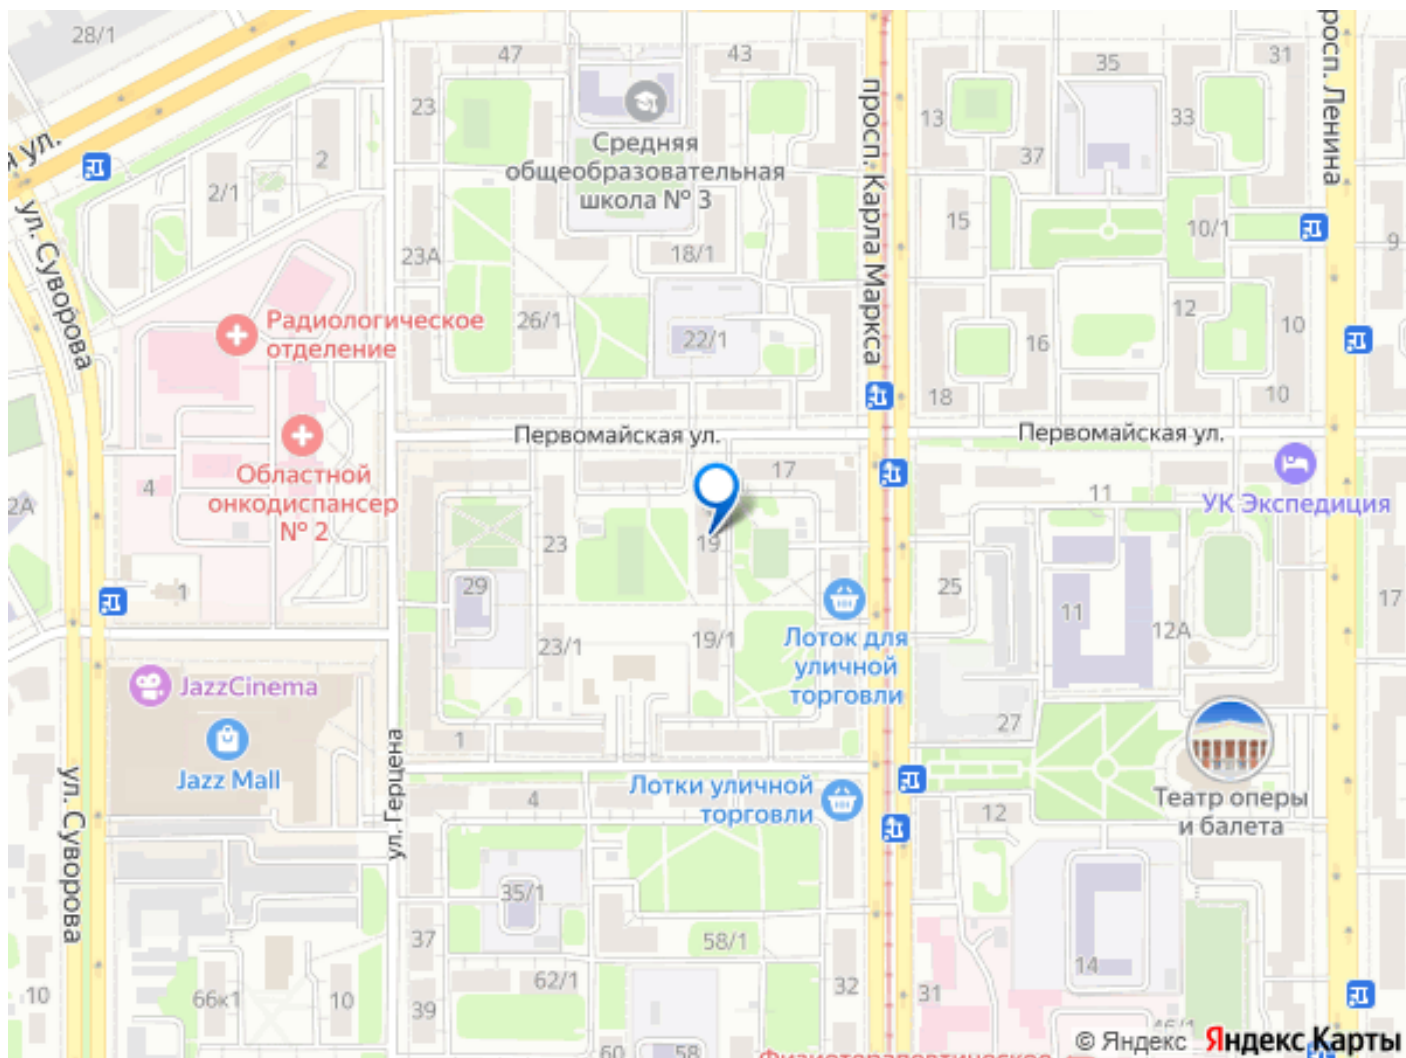 28/1
47
43
35
31
23
13
33
37
2
2/1
Средняя
общеобразовательная
школа № 3
просп. Карла Маркса
просп. Ленина
я ул.
ул. Суворова
15
10/1
9
23А
18/1
12
10
Радиологическое
отделение
26/1
22/1
16
18
10
Первомайская ул.
Первомайская ул.
Областной
онкодиспансер
№ 2
4
17
УК Экспедиция
11
2А
23
19
29
25
11
12А
17
1
Лоток для
уличной
торговли
23/1
19/1
JazzCinema
Jazz Mall
27
1
ул. Герцена
ул. Суворова
Лотки уличной
торговли
4
12
Театр оперы
и балета
35/1
37
58/1
14
10
66к1
10
39
62/1
32
31
60
58
46/1
Физиотерапевтическое
© Яндекс Яндекс Карты